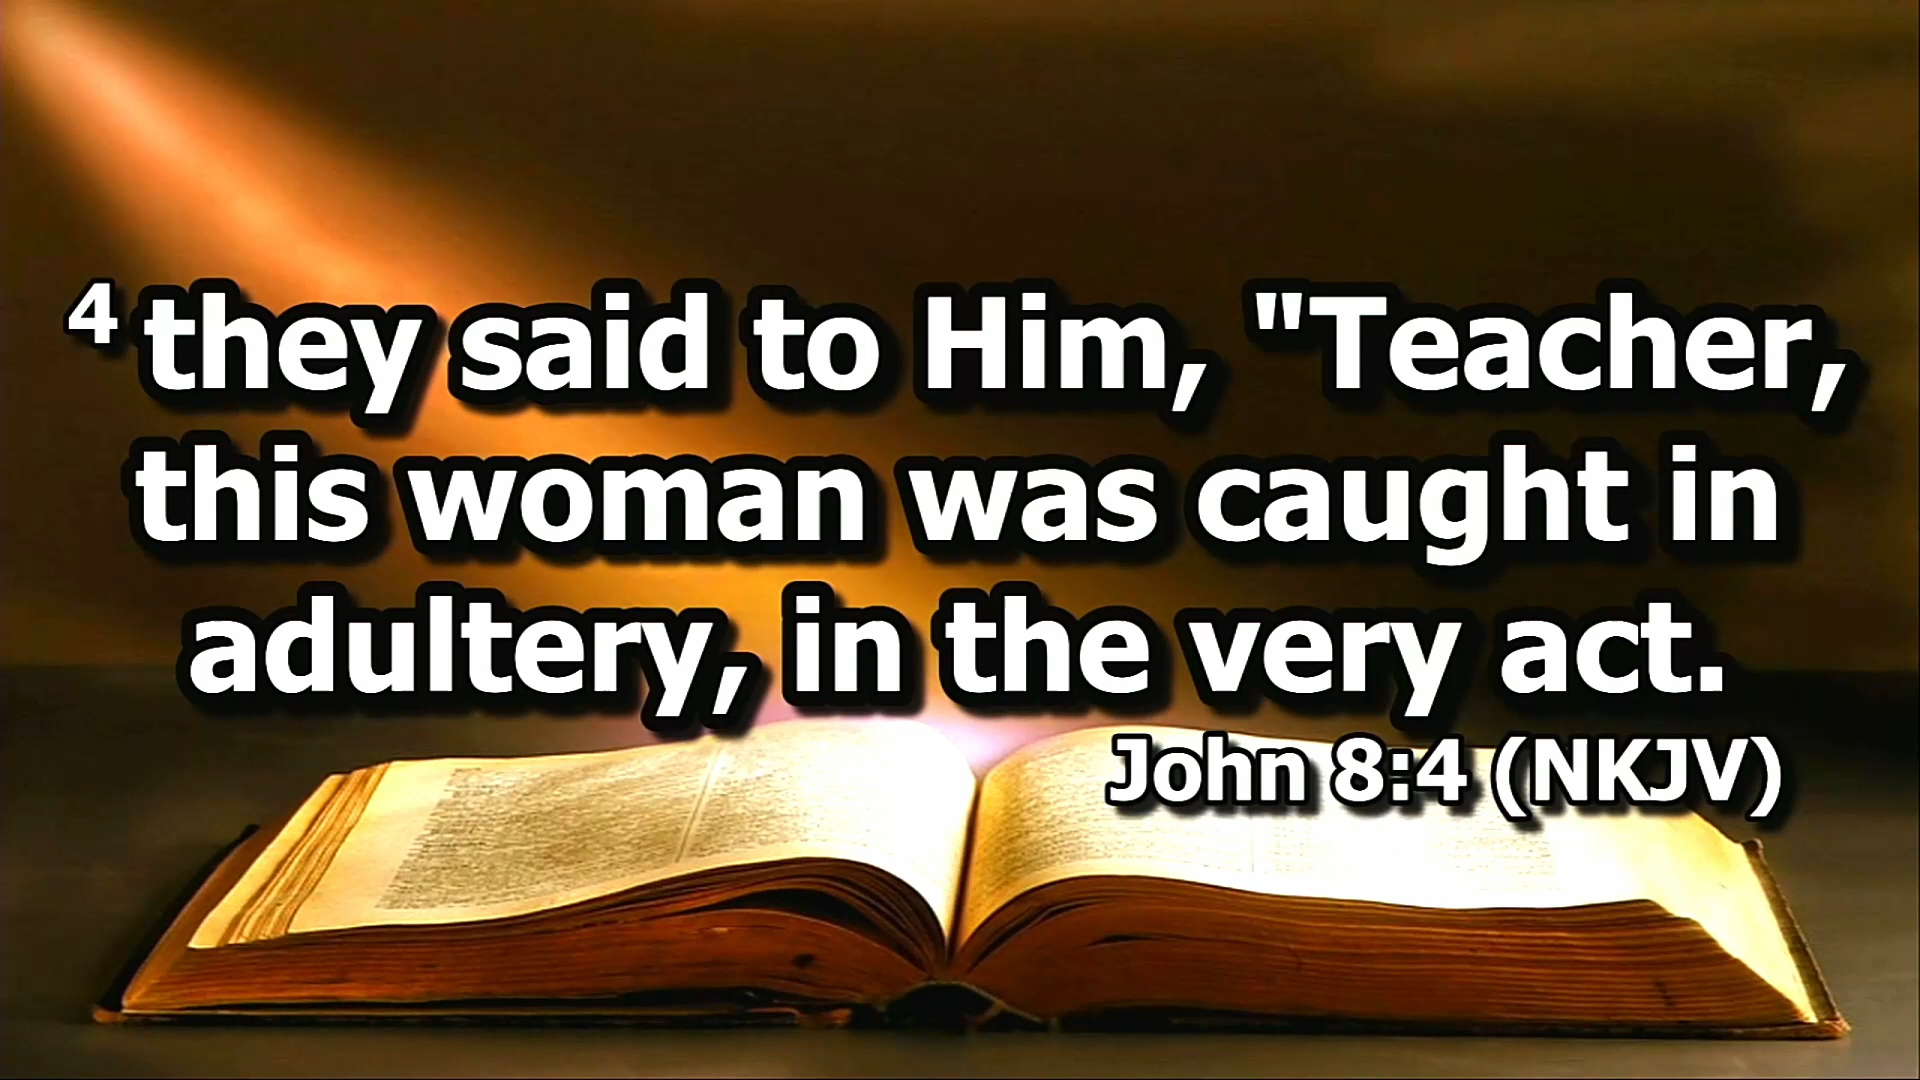 4 they said to Him, "Teacher,
this woman was caught in
adultery, in the very act.
John 8:4 (NKJV)